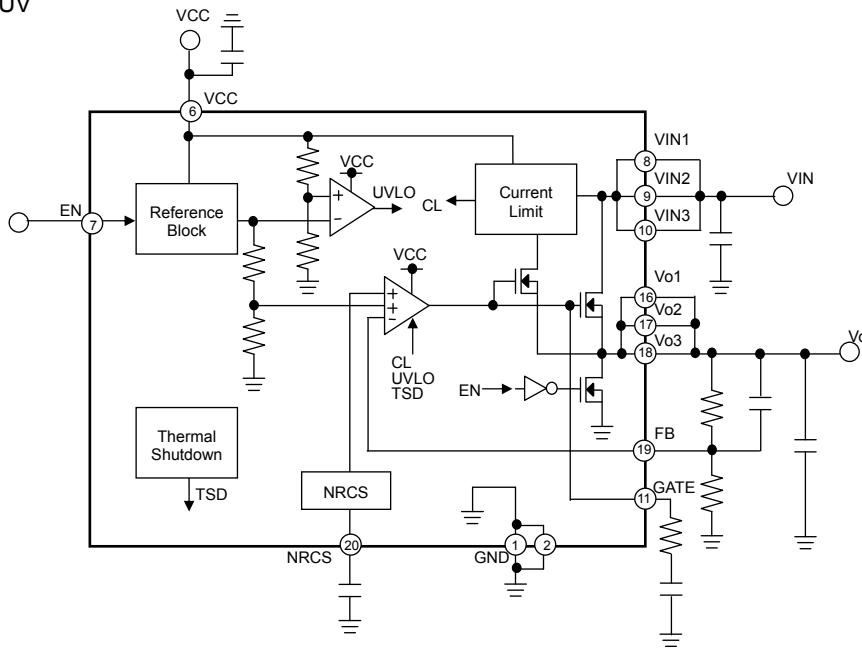 UV
VCC
6
VCC
VIN1
8
VCC
UVLO
+
−
Reference
Block
EN
7
CL
Current
Limit
VIN2
9
VIN
VIN3
10
VCC
+
+
−
Vo1
16
Vo2
17
Vo3
18
Vo
CL
UVLO
TSD
EN
Thermal
Shutdown
TSD
FB
19
NRCS
GATE
11
NRCS
20
GND
1
2